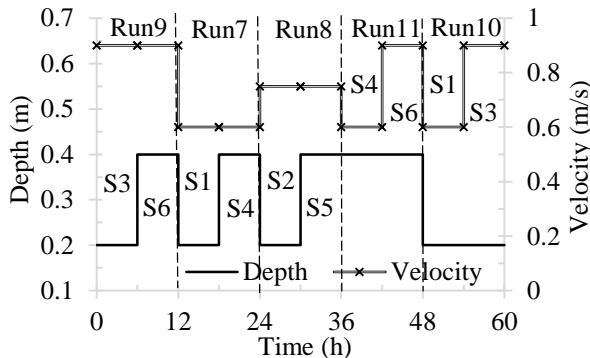 0.7 Run9 Run7 Run8 Run11 Run10 1
0.6 S4 S1 0.8
0.5 S6 S3 0.6
0.4
S3 S1 S2 0.4
0.3 S6 S4 S5
0.2 0.2
Depth Velocity
0.1 0
0 12 24 36 48 60
Time (h)
Depth (m)
Velocity (m/s)